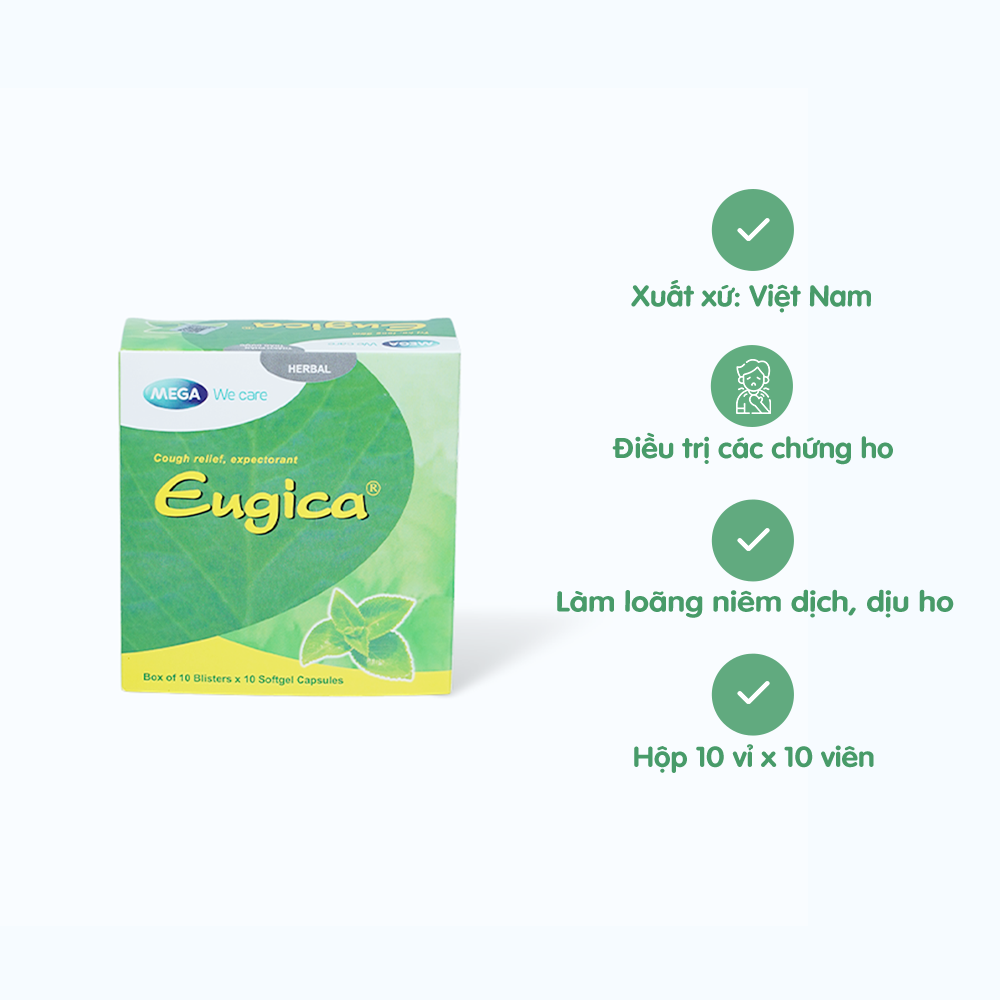 Eugica®
HERBAL
MEGA We care
Cough relief, expectorant
Eugica®
Box of 10 Blisters x 10 Softgel Capsules
Xuất xứ: Việt Nam
Điều trị các chứng ho
Làm loãng niêm dịch, dịu ho
Hộp 10 vỉ x 10 viên